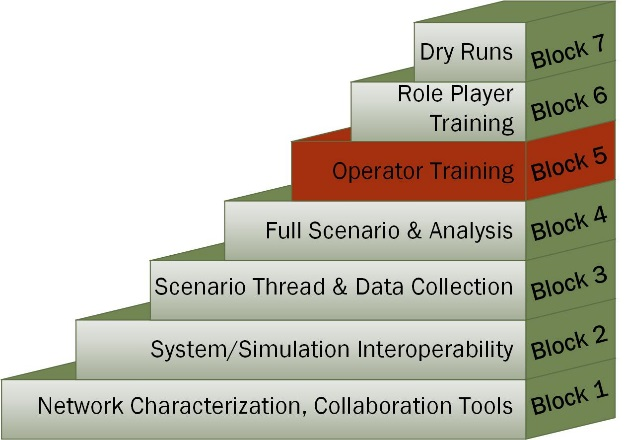 Dry Runs Block 7
Role Player
Training Block 6
Operator Training Block 5
Full Scenario & Analysis Block 4
Scenario Thread & Data Collection Block 3
System/Simulation Interoperability Block 2
Network Characterization, Collaboration Tools Block 1